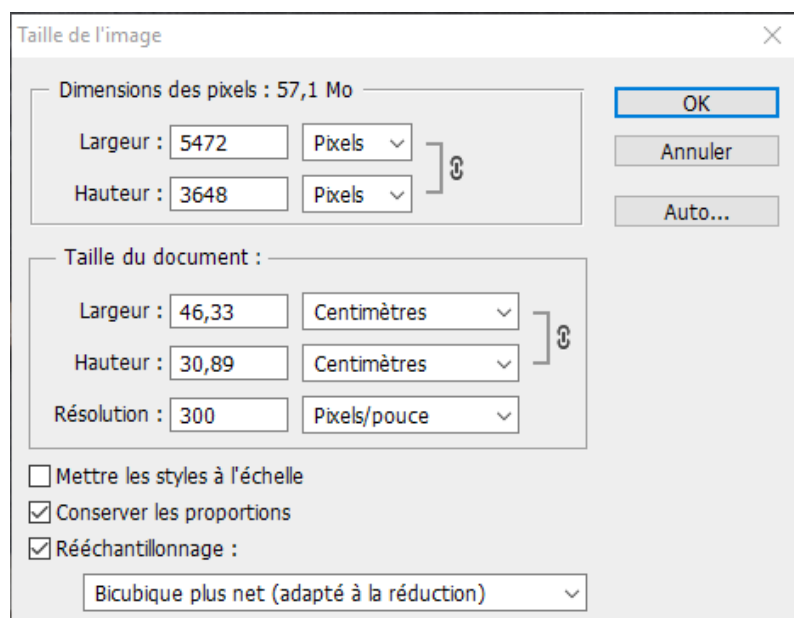 Taille de l'image
Dimensions des pixels : 57,1 Mo
OK
Largeur : 5472 Pixels
Annuler
Hauteur : 3648 Pixels
Auto...
Taille du document :
Largeur : 46,33 Centimètres
Hauteur : 30,89 Centimètres
Résolution : 300 Pixels/pouce
Mettre les styles à l'échelle
Conserver les proportions
Rééchantillonnage :
Bicubique plus net (adapté à la réduction)